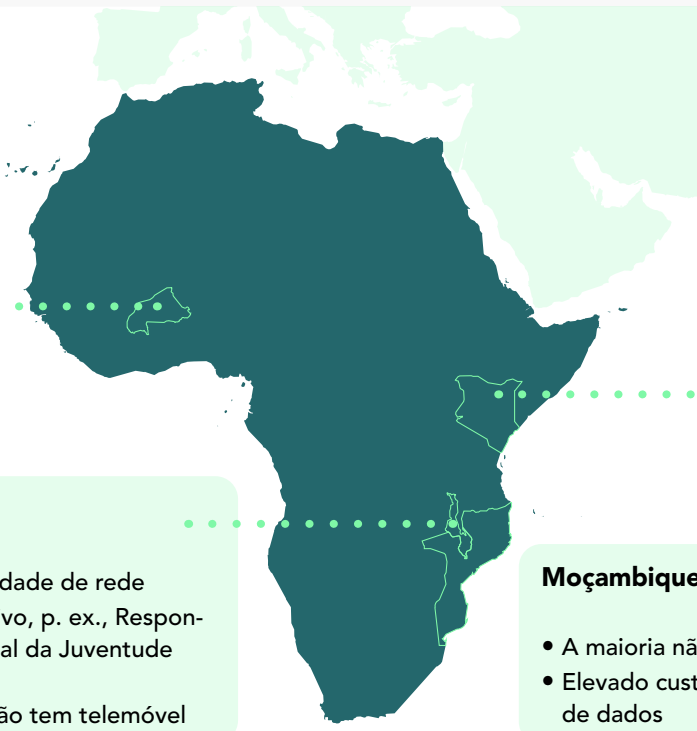 dade de rede
vo, p. ex., Respon-
al da Juventude
ão tem telemóvel
Moçambique
• A maioria nã
• Elevado cust
de dados